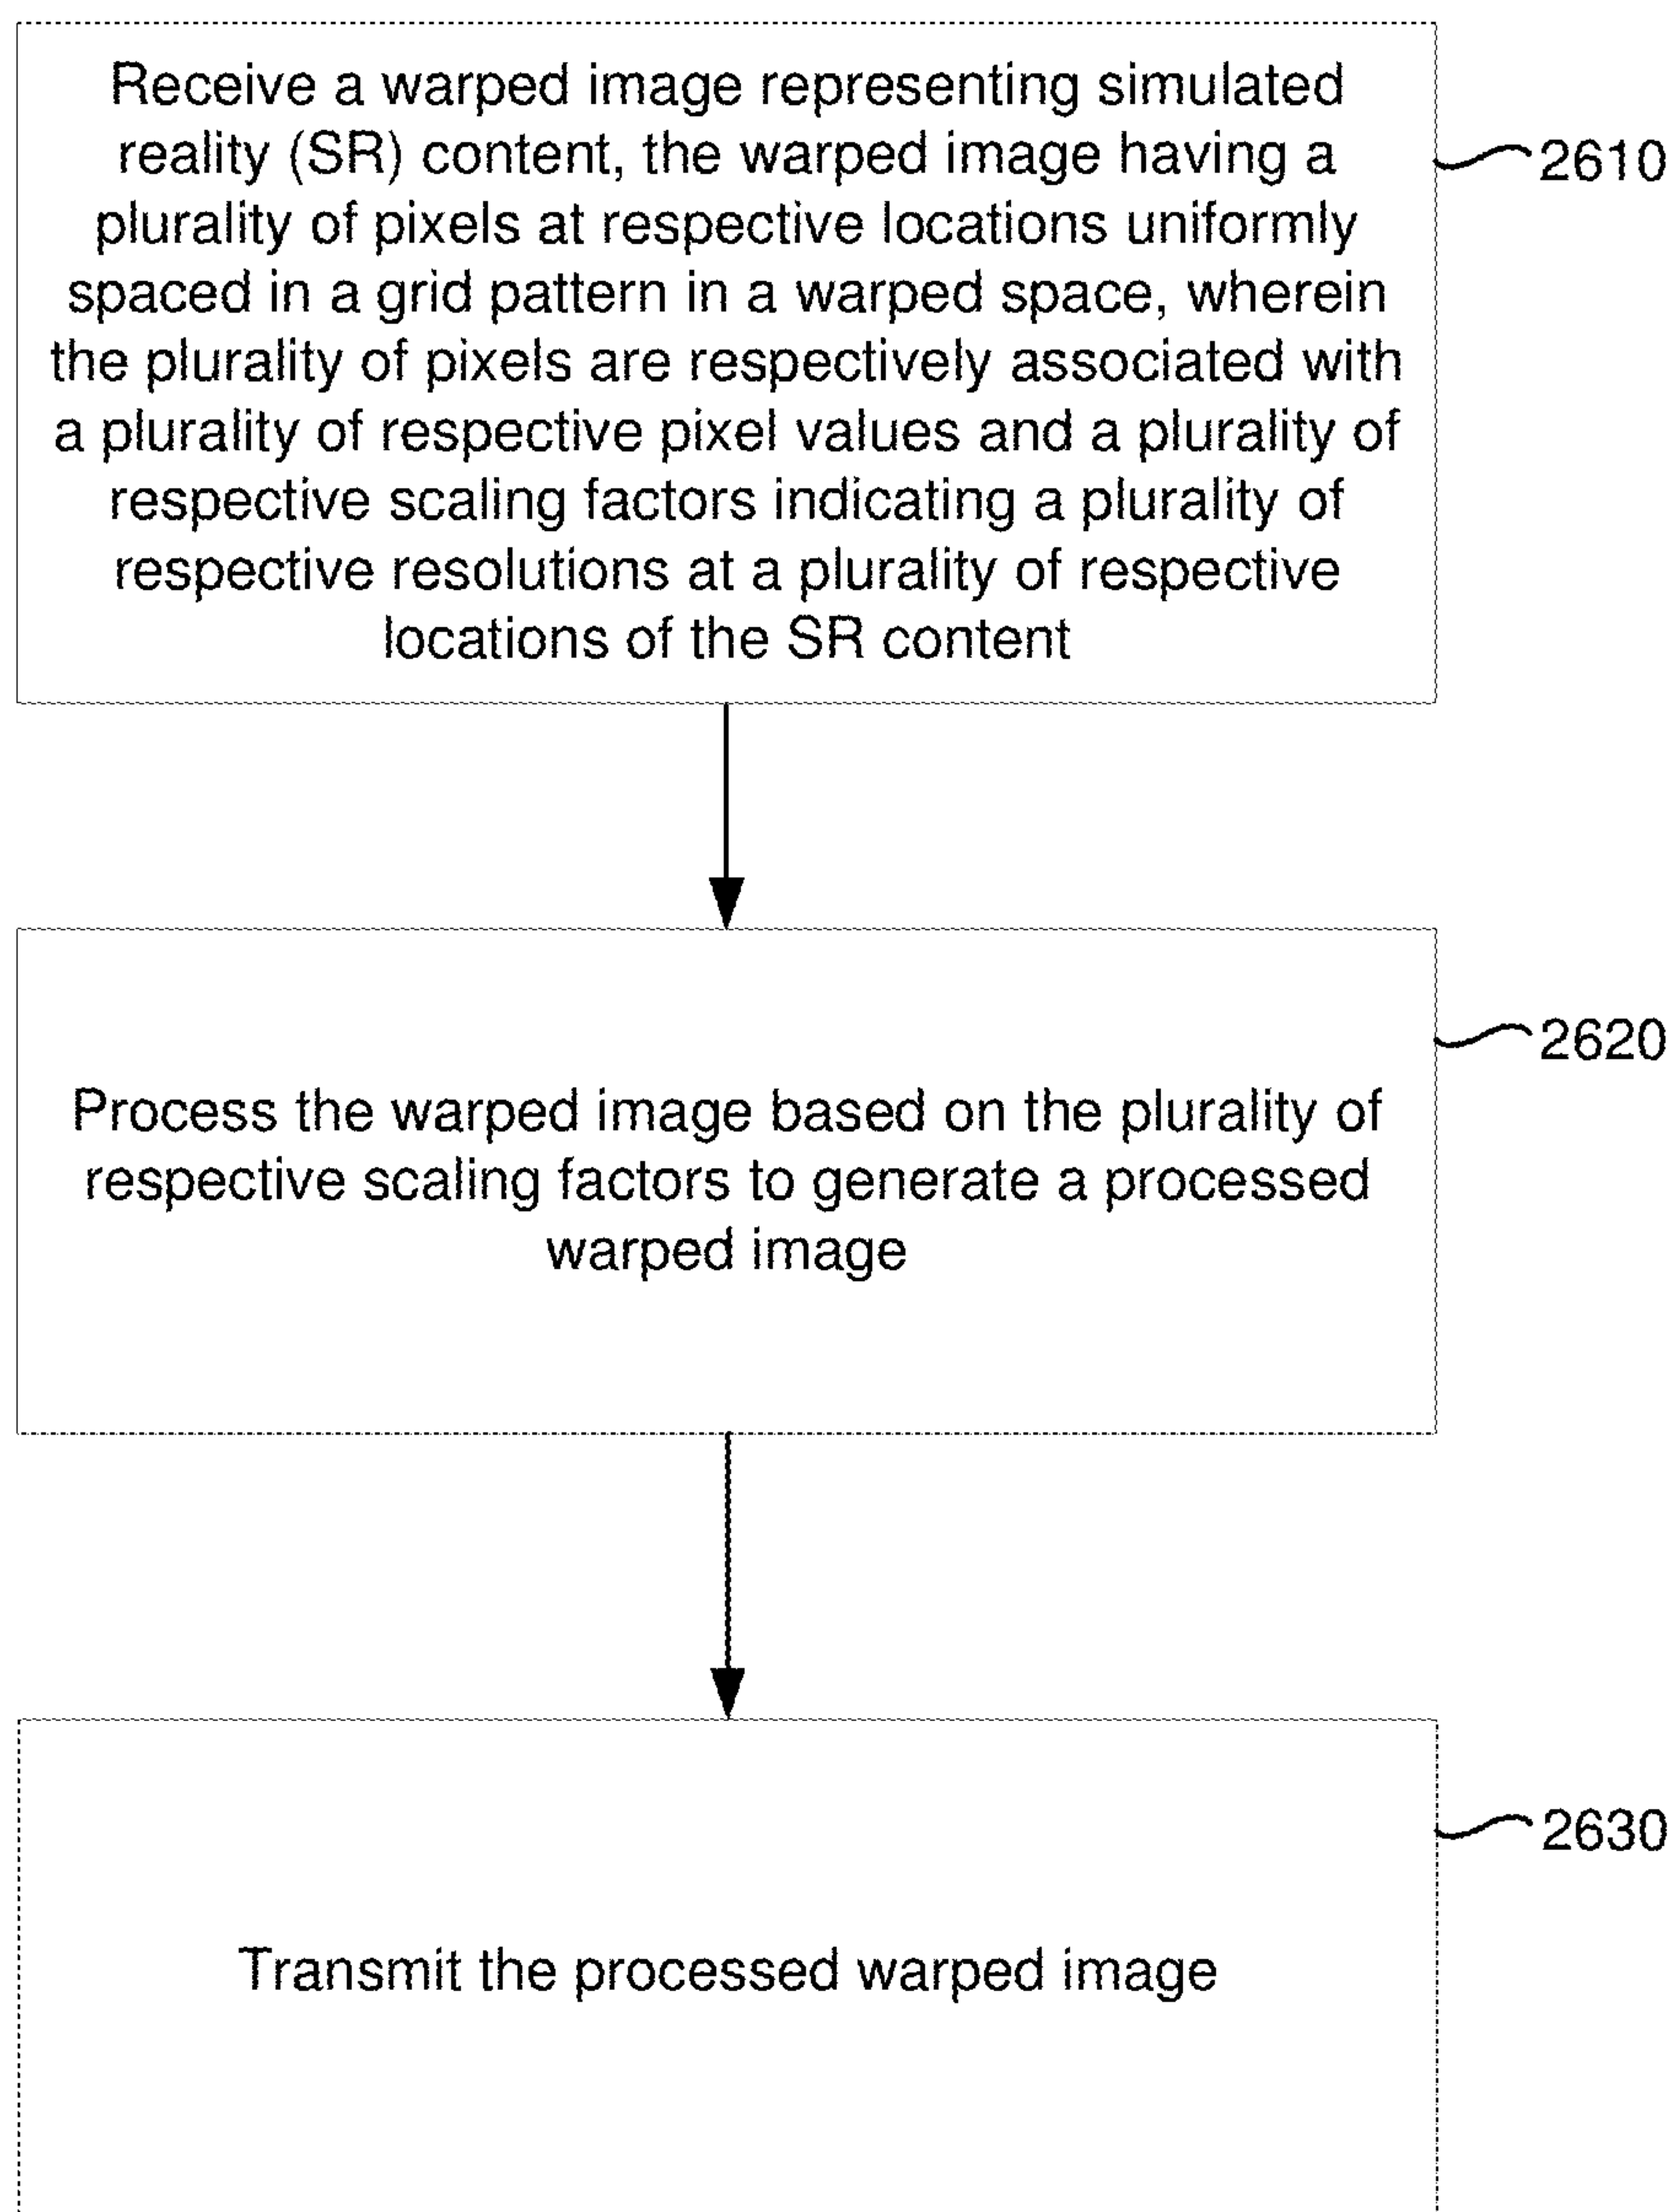 Receive a warped image representing simulated
reality (SR) content, the warped image having a
plurality of pixels at respective locations uniformly
spaced in a grid pattern in a warped space, wherein
the plurality of pixels are respectively associated with
a plurality of respective pixel values and a plurality of
respective scaling factors indicating a plurality of
respective resolutions at a plurality of respective
locations of the SR content
2610
Process the warped image based on the plurality of
respective scaling factors to generate a processed
warped image
2620
Transmit the processed warped image
2630